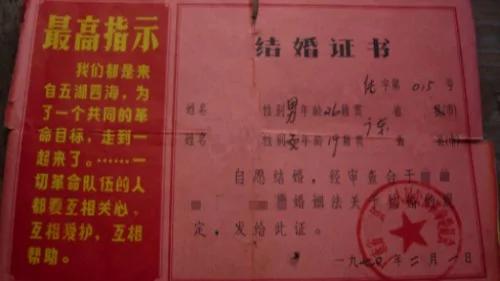 最高指示
我们都是来
自五湖四海，为
了一个共同的革
命目标，走到一
起来了。……一
切革命队伍的人
都要互相关心，
互相爱护，互相
帮助。
结婚证书
字第 015 号
姓名 性别男年龄26籍贯 省 县(市)
姓名 性别女年龄19籍贯 广东 省 县(市)
自愿结婚，经审查合于
婚姻法关于结婚的规
定，发给此证。
一九七〇年二月一日